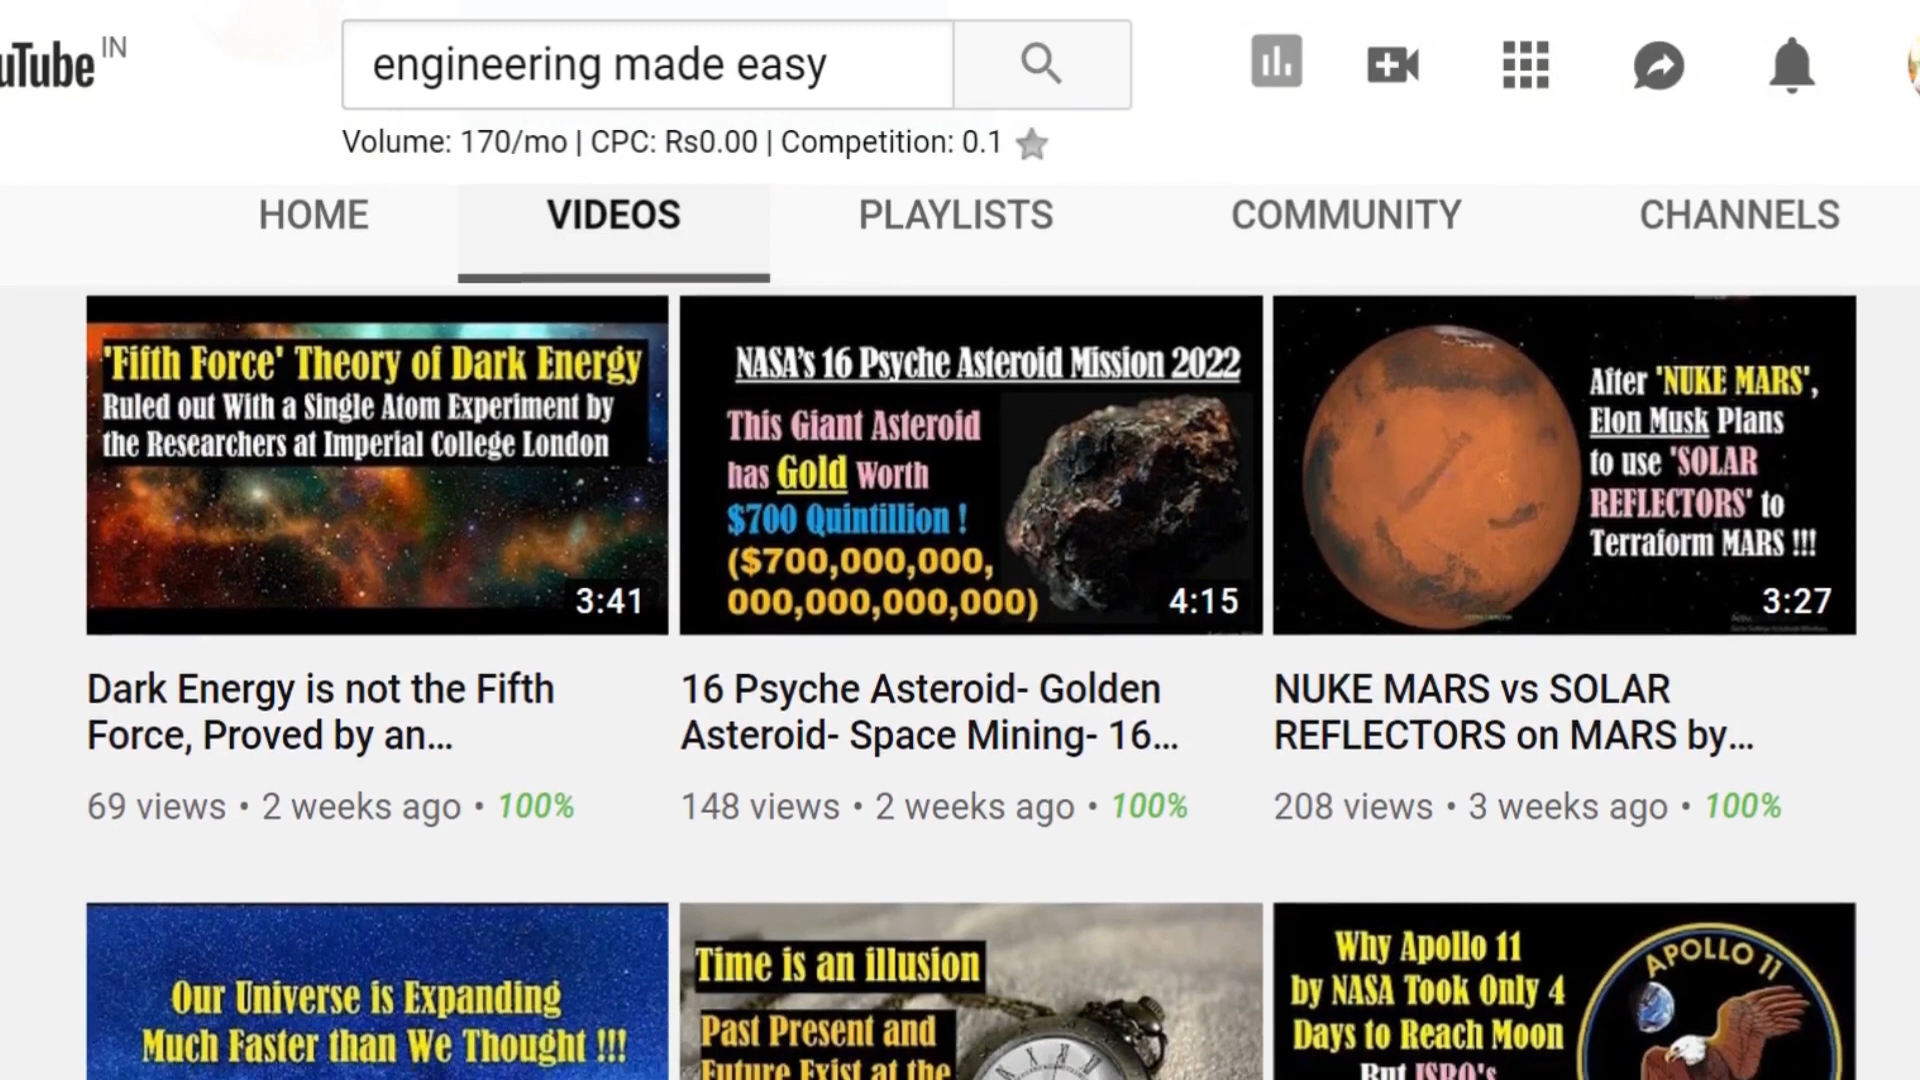 uTube IN
engineering made easy
Volume: 170/mo | CPC: Rs0.00 | Competition: 0.1
HOME VIDEOS PLAYLISTS COMMUNITY CHANNELS
'Fifth Force' Theory of Dark Energy
Ruled out With a Single Atom Experiment by
the Researchers at Imperial College London
3:41
NASA's 16 Psyche Asteroid Mission 2022
This Giant Asteroid
has Gold Worth
$700 Quintillion !
($700,000,000,
000,000,000,000)
4:15
After 'NUKE MARS',
Elon Musk Plans
to use 'SOLAR
REFLECTORS' to
Terraform MARS !!!
3:27
Dark Energy is not the Fifth
Force, Proved by an...
69 views • 2 weeks ago • 100%
16 Psyche Asteroid- Golden
Asteroid- Space Mining- 16...
148 views • 2 weeks ago • 100%
NUKE MARS vs SOLAR
REFLECTORS on MARS by...
208 views • 3 weeks ago • 100%
Our Universe is Expanding
Much Faster than We Thought !!!
Time is an illusion
Past Present and
Future Exist at the
Why Apollo 11
by NASA Took Only 4
Days to Reach Moon
But ISRO's
APOLLO 11